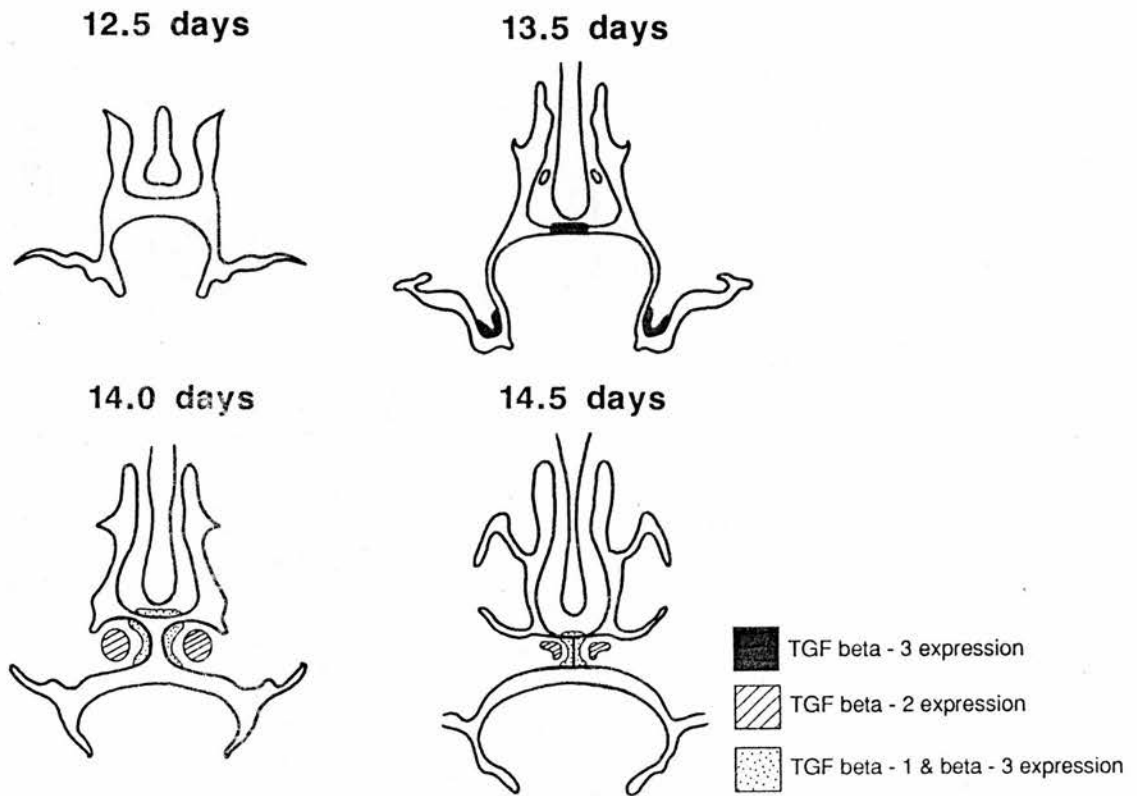 12.5 days
13.5 days
14.0 days
14.5 days
TGF beta - 3 expression
TGF beta - 2 expression
TGF beta - 1 & beta - 3 expression